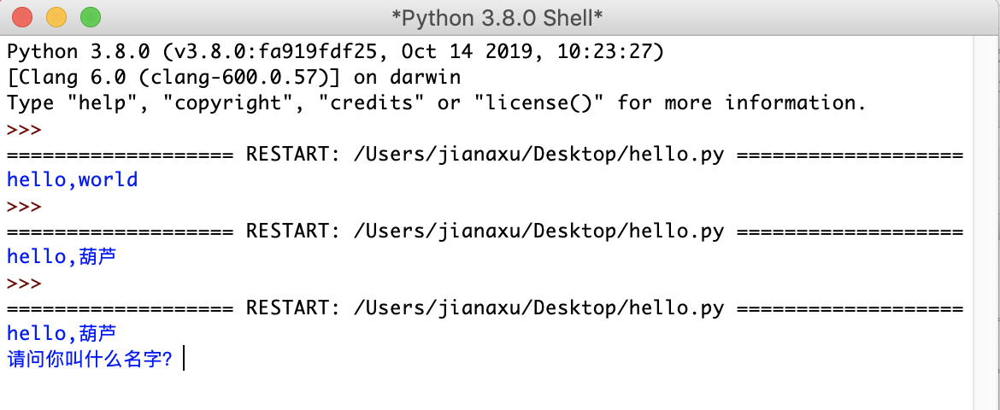 *Python 3.8.0 Shell*
Python 3.8.0 (v3.8.0:fa919fdf25, Oct 14 2019, 10:23:27)
[Clang 6.0 (clang-600.0.57)] on darwin
Type "help", "copyright", "credits" or "license()" for more information.
>>>
=================== RESTART: /Users/jianaxu/Desktop/hello.py ===================
hello,world
>>>
=================== RESTART: /Users/jianaxu/Desktop/hello.py ===================
hello,葫芦
>>>
=================== RESTART: /Users/jianaxu/Desktop/hello.py ===================
hello,葫芦
请问你叫什么名字?